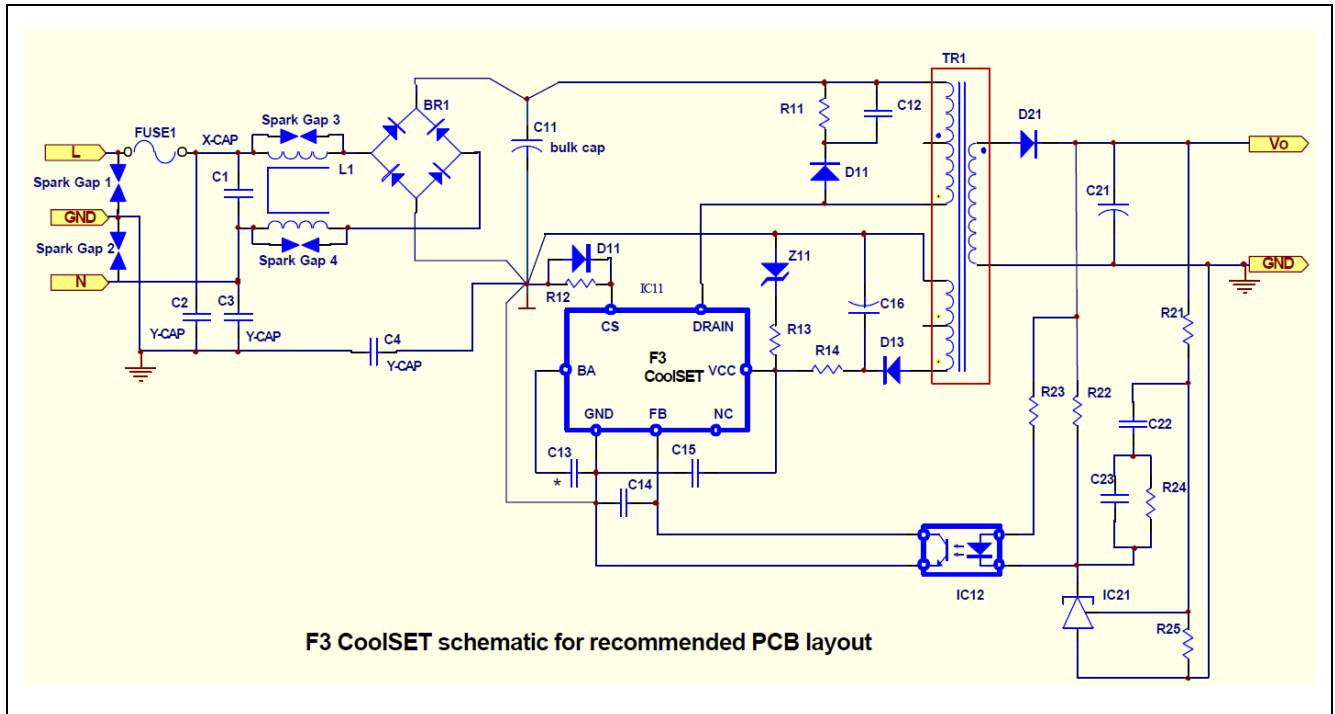 TR1
BR1
R11
C12
Spark Gap 3
C11
D21
FUSE1
X-CAP
bulk cap
L
Vo
L1
D11
Spark Gap 1
C1
C21
GND
Spark Gap 2
D11
Z11
Spark Gap 4
GND
N
R12
IC11
C16
C2
C3
CS
DRAIN
R21
Y-CAP
Y-CAP
C4
R13
D13
F3
R14
Y-CAP
BA
CoolSET
VCC
R23
R22
GND
FB
NC
C22
C13
C15
*
C14
C23
R24
IC12
IC21
R25
F3 CoolSET schematic for recommended PCB layout